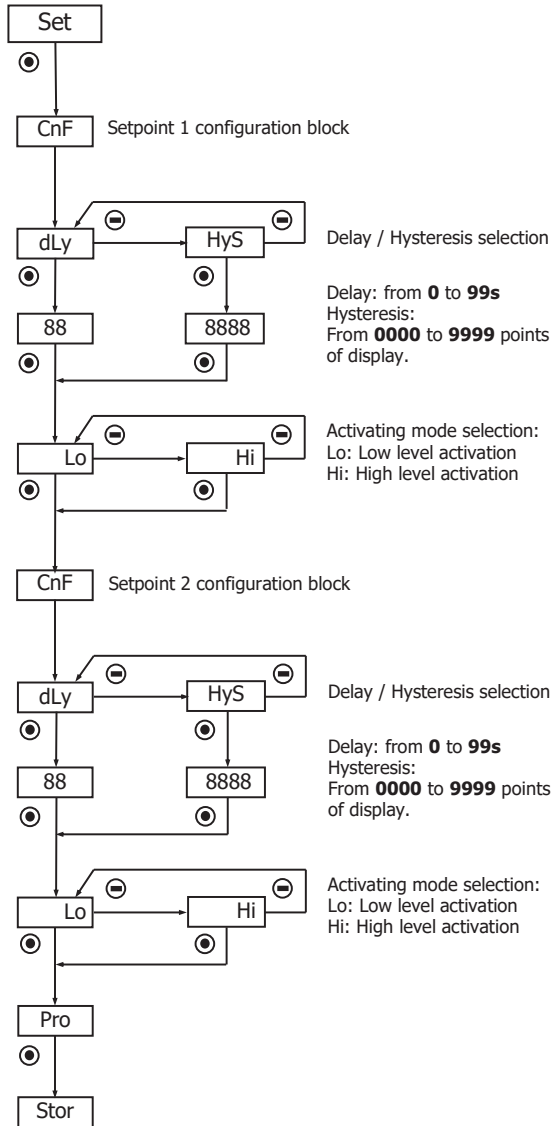 Set
CnF
Setpoint 1 configuration block
dLy
HyS
Delay / Hysteresis selection
88
8888
Delay: from 0 to 99s
Hysteresis:
From 0000 to 9999 points
of display.
Lo
Hi
Activating mode selection:
Lo: Low level activation
Hi: High level activation
CnF
Setpoint 2 configuration block
dLy
HyS
Delay / Hysteresis selection
88
8888
Delay: from 0 to 99s
Hysteresis:
From 0000 to 9999 points
of display.
Lo
Hi
Activating mode selection:
Lo: Low level activation
Hi: High level activation
Pro
Stor